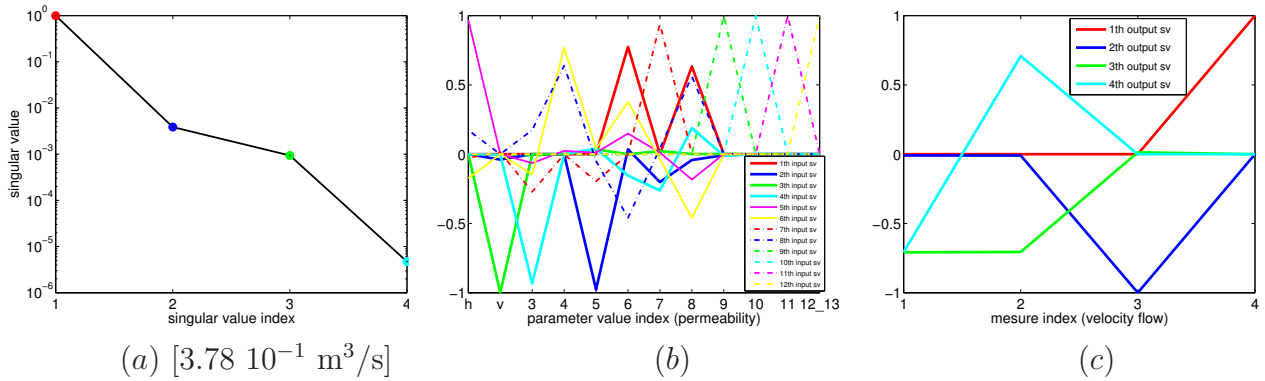 10⁰
10⁻¹
10⁻²
10⁻³
10⁻⁴
10⁻⁵
10⁻⁶
singular value
1 2 3 4
singular value index
(a) [3.78 10⁻¹ m³/s]
1
0.5
0
−0.5
−1
h v 3 4 5 6 7 8 9 10 11 12_13
parameter value index (permeability)
1th input sv
2th input sv
3th input sv
4th input sv
5th input sv
6th input sv
7th input sv
8th input sv
9th input sv
10th input sv
11th input sv
12th input sv
(b)
1
0.5
0
−0.5
−1
1 2 3 4
mesure index (velocity flow)
1th output sv
2th output sv
3th output sv
4th output sv
(c)